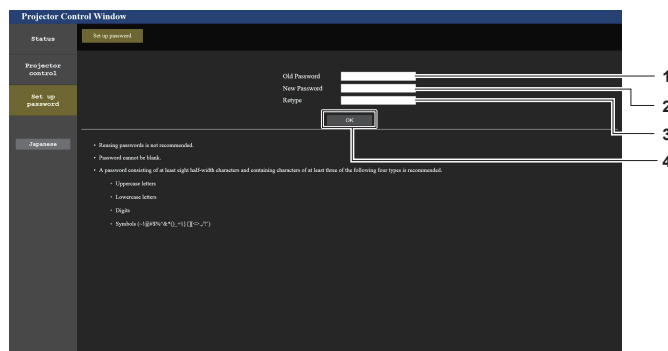 Projector Control Window
Status
Set up password
Projector
control
Set up
password
Japanese
Old Password
New Password
Retype
OK
1
2
3
4
• Reusing passwords is not recommended.
• Password cannot be blank.
• A password consisting of at least eight half-width characters and containing characters of at least three of the following four types is recommended.
• Uppercase letters
• Lowercase letters
• Digits